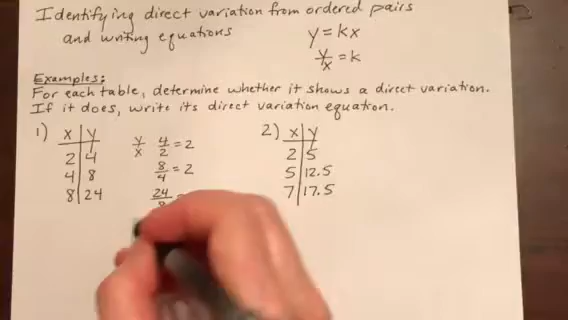 Identifying direct variation from ordered pairs
and writing equations
y = kx
y/x = k
Examples:
For each table, determine whether it shows a direct variation.
If it does, write its direct variation equation.
1) x | y
2 | 4
4 | 8
8 | 24
y/x 4/2 = 2
8/4 = 2
24/8 =
2) x | y
2 | 5
5 | 12.5
7 | 17.5